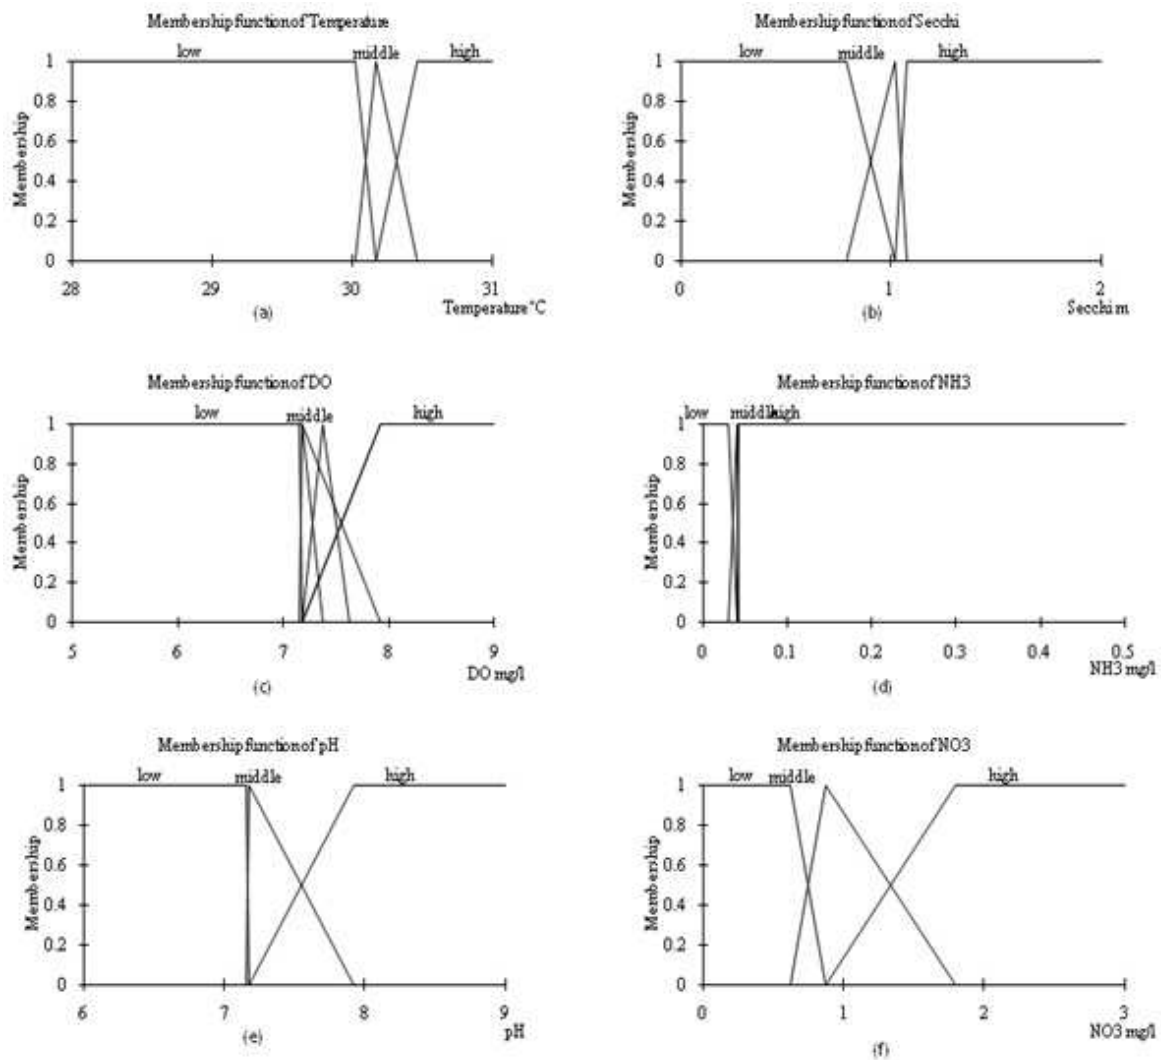 Membership function of Temperature
low middle high
1
0.8
0.6
0.4
0.2
0
Membership
28 29 30 31
Temperature °C
(a)
Membership function of Secchi
low middle high
1
0.8
0.6
0.4
0.2
0
Membership
0 1 2
Secchi m
(b)
Membership function of DO
low middle high
1
0.8
0.6
0.4
0.2
0
Membership
5 6 7 8 9
DO mg/l
(c)
Membership function of NH3
low middle high
1
0.8
0.6
0.4
0.2
0
Membership
0 0.1 0.2 0.3 0.4 0.5
NH3 mg/l
(d)
Membership function of pH
low middle high
1
0.8
0.6
0.4
0.2
0
Membership
6 7 8 9
pH
(e)
Membership function of NO3
low middle high
1
0.8
0.6
0.4
0.2
0
Membership
0 1 2 3
NO3 mg/l
(f)